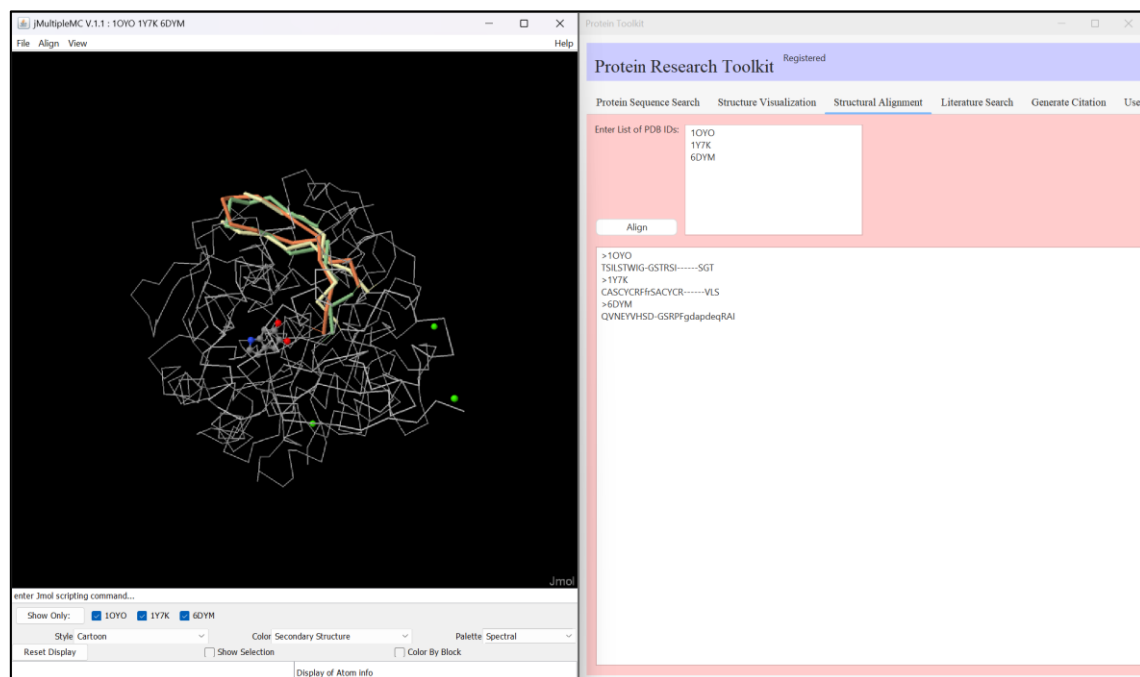 jMultipleMC V.1.1 : 1OYO 1Y7K 6DYM
File Align View Help
Jmol
enter Jmol scripting command...
Show Only: 1OYO 1Y7K 6DYM
Style Cartoon Color Secondary Structure Palette Spectral
Reset Display Show Selection Color By Block
Display of Atom info
Protein Toolkit
Protein Research Toolkit Registered
Protein Sequence Search Structure Visualization Structural Alignment Literature Search Generate Citation Use
Enter List of PDB IDs:
1OYO
1Y7K
6DYM
Align
>1OYO
TSILSTWIG-GSTRSI------SGT
>1Y7K
CASCYCRFfrSACYCR------VLS
>6DYM
QVNEYVHSD-GSRPFgdapdeqRAI